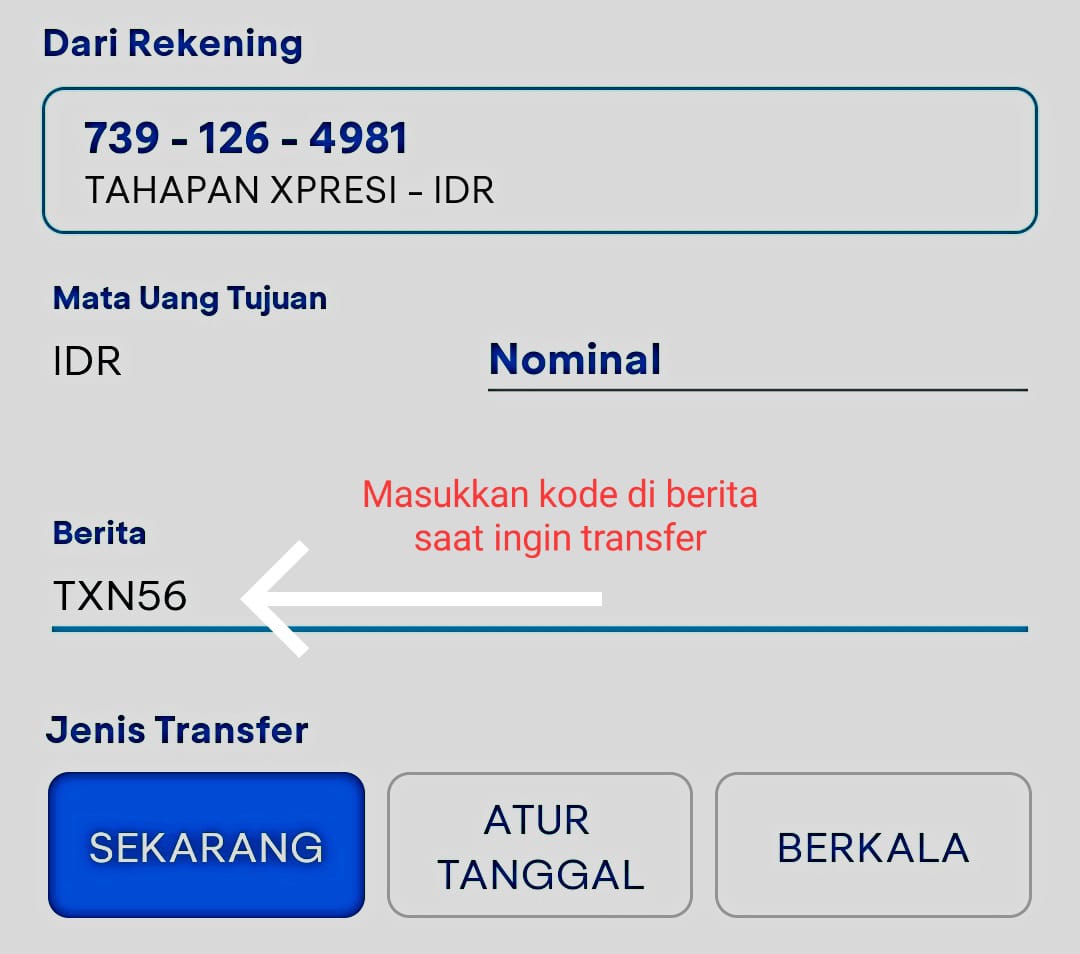 Dari Rekening
739 - 126 - 4981
TAHAPAN XPRESI - IDR
Mata Uang Tujuan
IDR
Nominal
Masukkan kode di berita
saat ingin transfer
Berita
TXN56
Jenis Transfer
SEKARANG
ATUR
TANGGAL
BERKALA